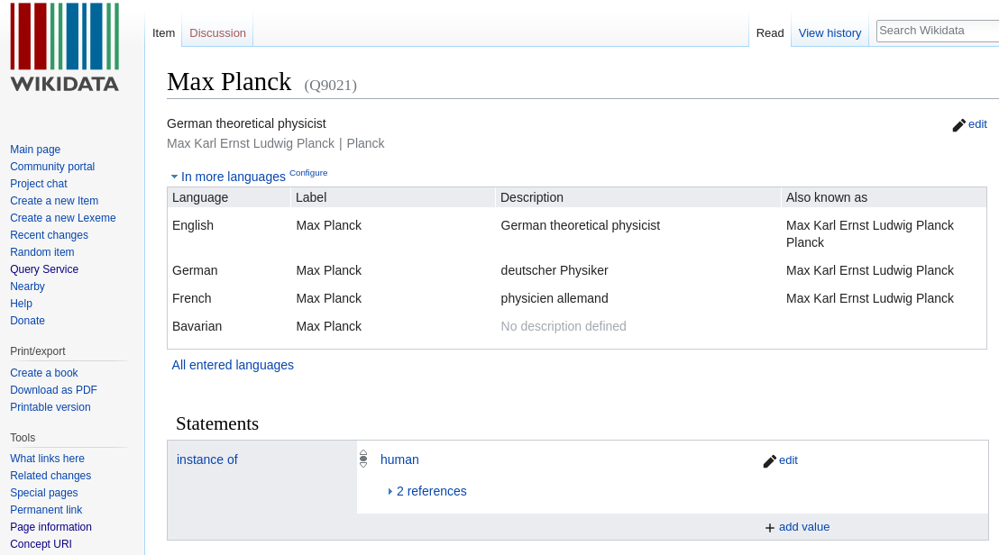 WIKIDATA
Item
Discussion
Read
View history
Search Wikidata
Max Planck (Q9021)
German theoretical physicist
edit
Max Karl Ernst Ludwig Planck | Planck
In more languages Configure
Language Label Description Also known as
English Max Planck German theoretical physicist Max Karl Ernst Ludwig Planck
Planck
German Max Planck deutscher Physiker Max Karl Ernst Ludwig Planck
French Max Planck physicien allemand Max Karl Ernst Ludwig Planck
Bavarian Max Planck No description defined
All entered languages
Statements
instance of human edit
2 references
add value
Main page
Community portal
Project chat
Create a new Item
Create a new Lexeme
Recent changes
Random item
Query Service
Nearby
Help
Donate
Print/export
Create a book
Download as PDF
Printable version
Tools
What links here
Related changes
Special pages
Permanent link
Page information
Concept URI